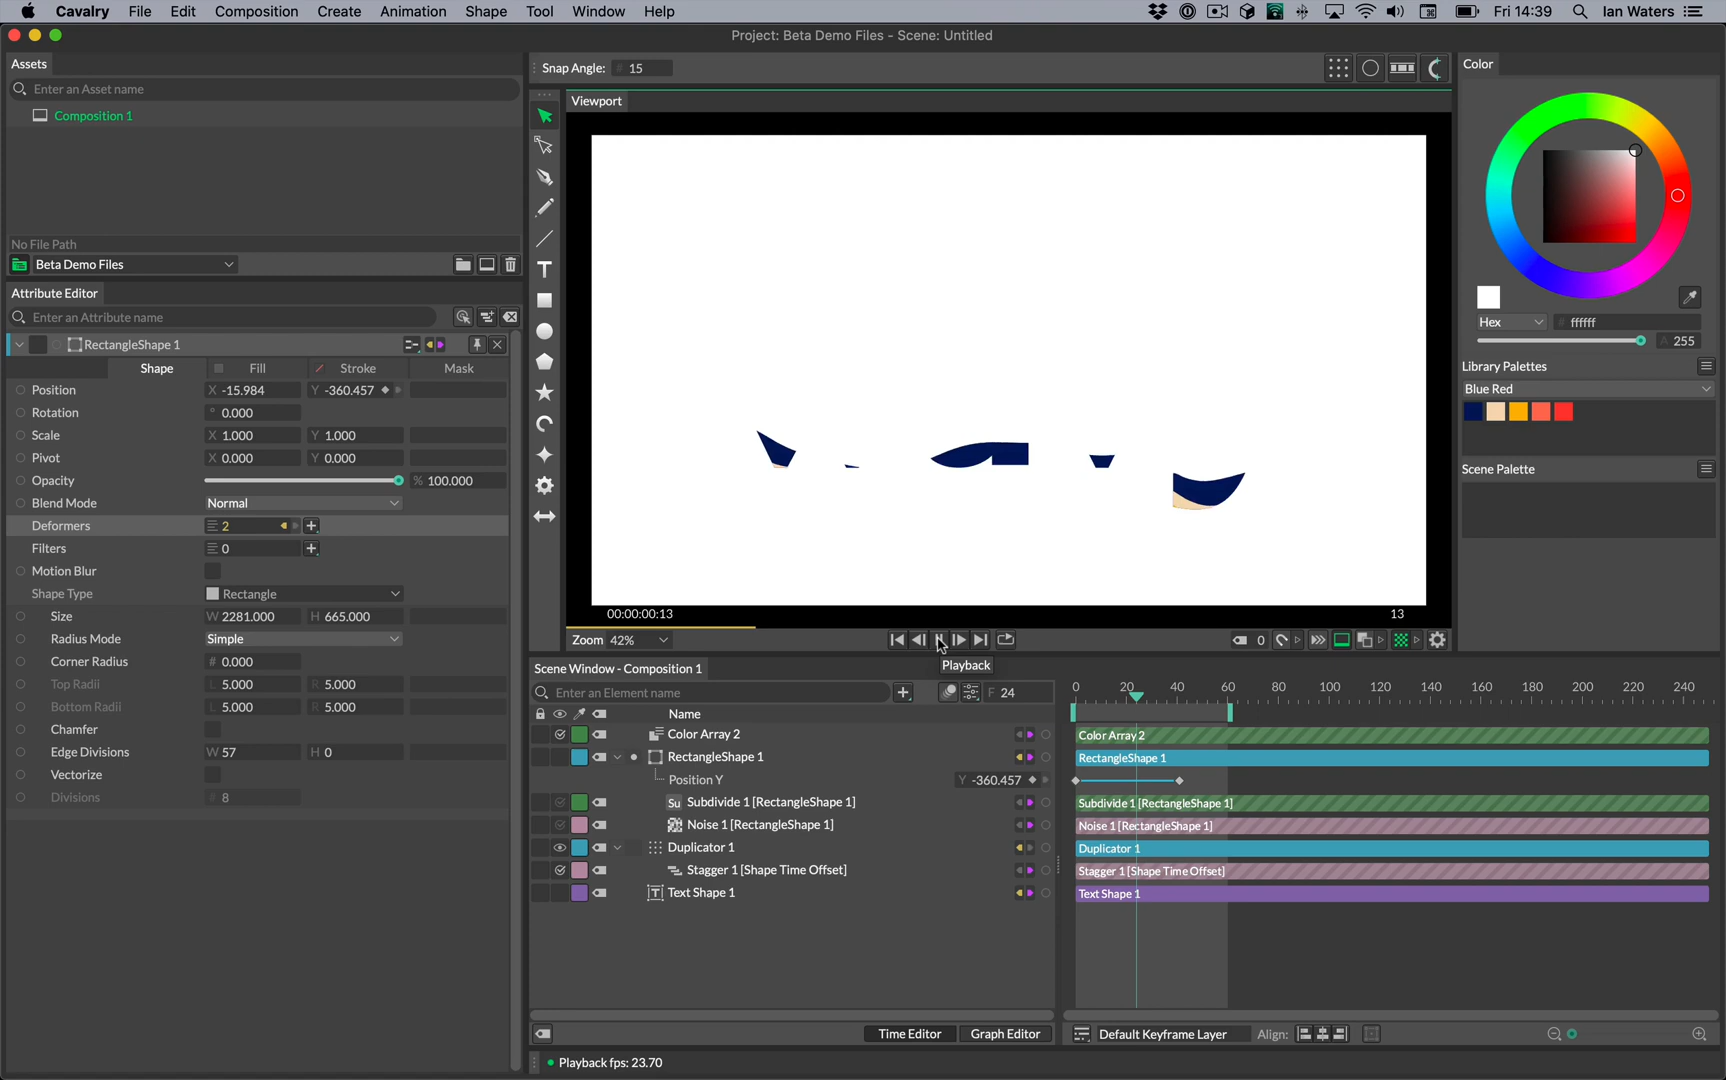 Cavalry File Edit Composition Create Animation Shape Tool Window Help Fri 14:39 Ian Waters
Project: Beta Demo Files - Scene: Untitled
Assets
Enter an Asset name
Composition 1
No File Path
Beta Demo Files
Attribute Editor
Enter an Attribute name
RectangleShape 1
Shape Fill Stroke Mask
Position X -15.984 Y -360.457
Rotation ° 0.000
Scale X 1.000 Y 1.000
Pivot X 0.000 Y 0.000
Opacity % 100.000
Blend Mode Normal
Deformers 2
Filters 0
Motion Blur
Shape Type Rectangle
Size W 2281.000 H 665.000
Radius Mode Simple
Corner Radius # 0.000
Top Radii L 5.000 R 5.000
Bottom Radii L 5.000 R 5.000
Chamfer
Edge Divisions W 57 H 0
Vectorize
Divisions # 8
Snap Angle: # 15
Viewport
00:00:00:13 13
Zoom 42% 0
Playback
Scene Window - Composition 1
Enter an Element name F 24
Name
Color Array 2
RectangleShape 1
Position Y Y -360.457
Subdivide 1 [RectangleShape 1]
Su
Noise 1 [RectangleShape 1]
Duplicator 1
Stagger 1 [Shape Time Offset]
Text Shape 1
Time Editor Graph Editor
Playback fps: 23.70
0 20 40 60 80 100 120 140 160 180 200 220 240
Color Array 2
RectangleShape 1
Subdivide 1 [RectangleShape 1]
Noise 1 [RectangleShape 1]
Duplicator 1
Stagger 1 [Shape Time Offset]
Text Shape 1
Default Keyframe Layer Align:
Color
Hex # ffffff
A 255
Library Palettes
Blue Red
Scene Palette